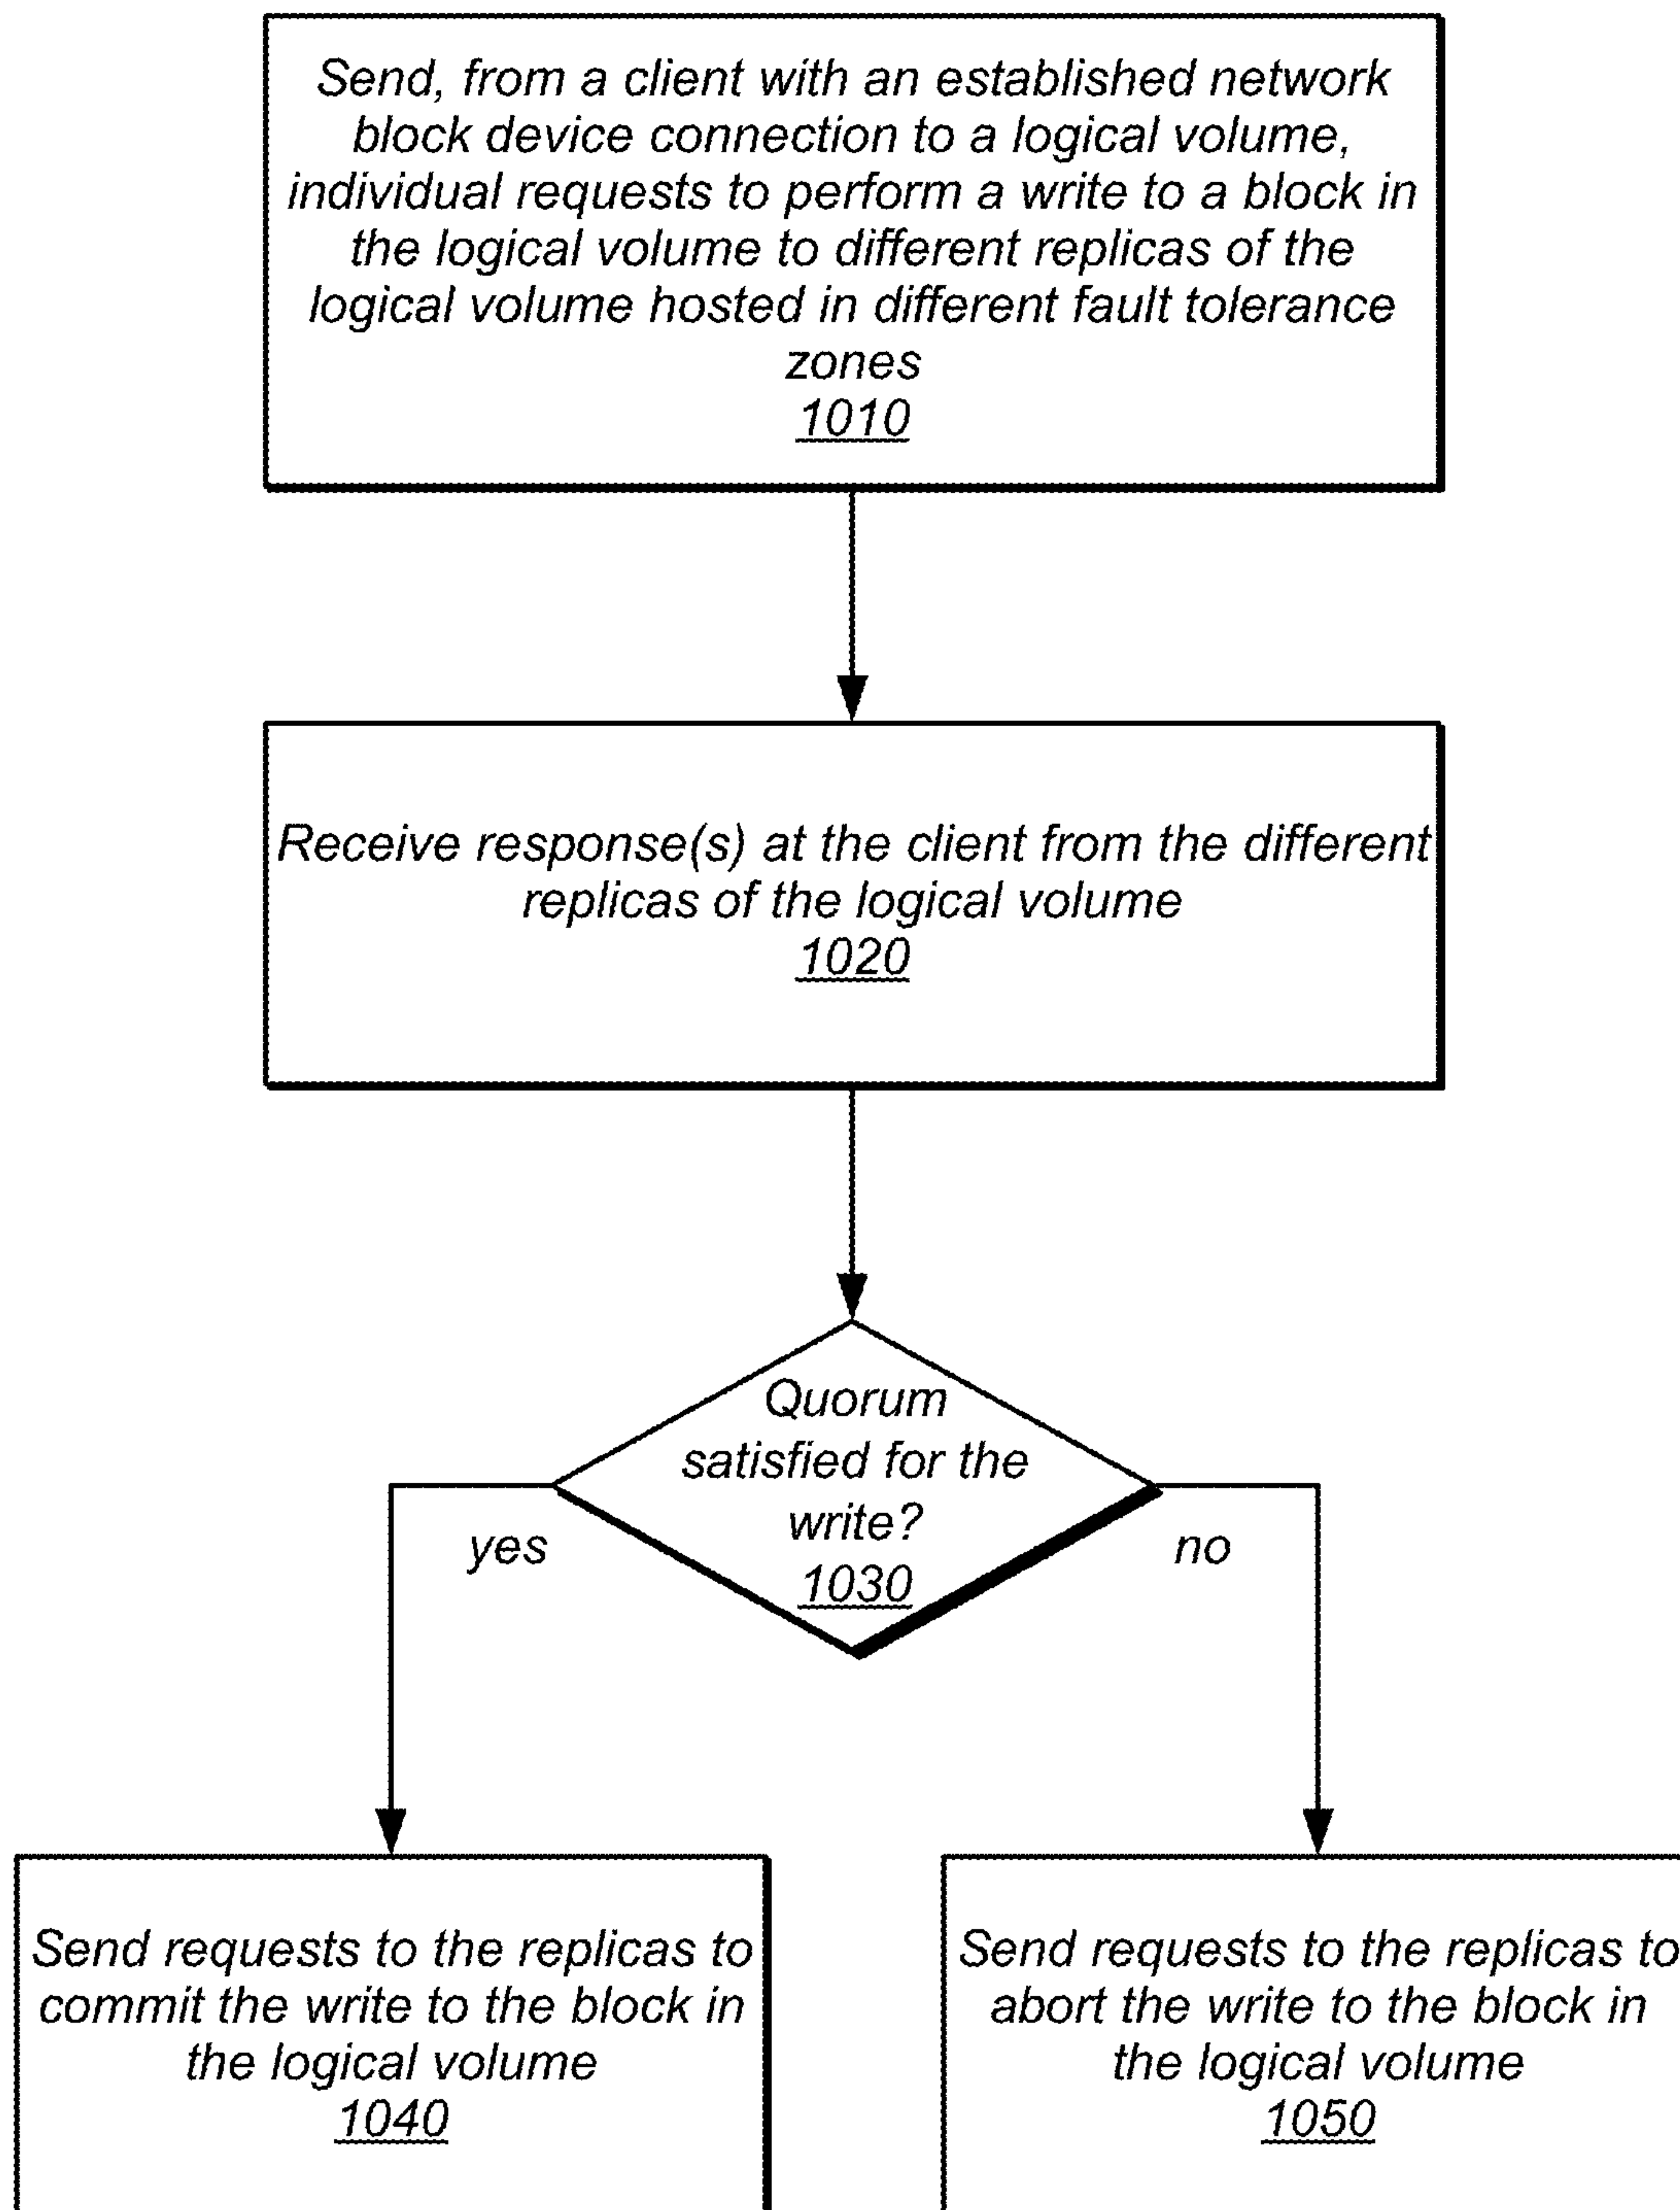 Send, from a client with an established network
block device connection to a logical volume,
individual requests to perform a write to a block in
the logical volume to different replicas of the
logical volume hosted in different fault tolerance
zones
1010
Receive response(s) at the client from the different
replicas of the logical volume
1020
Quorum
satisfied for the
write?
1030
yes
no
Send requests to the replicas to
commit the write to the block in
the logical volume
1040
Send requests to the replicas to
abort the write to the block in
the logical volume
1050